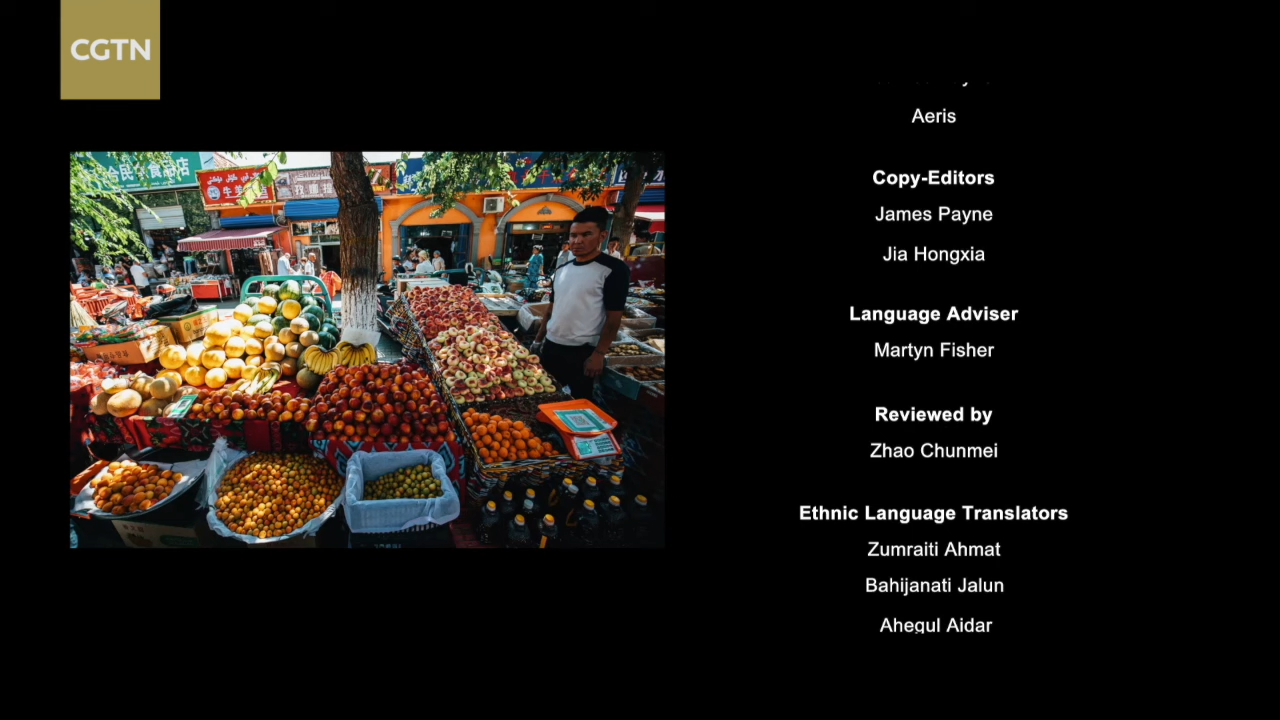 CGTN
Aeris
Copy-Editors
James Payne
Jia Hongxia
Language Adviser
Martyn Fisher
Reviewed by
Zhao Chunmei
Ethnic Language Translators
Zumraiti Ahmat
Bahijanati Jalun
Ahegul Aidar